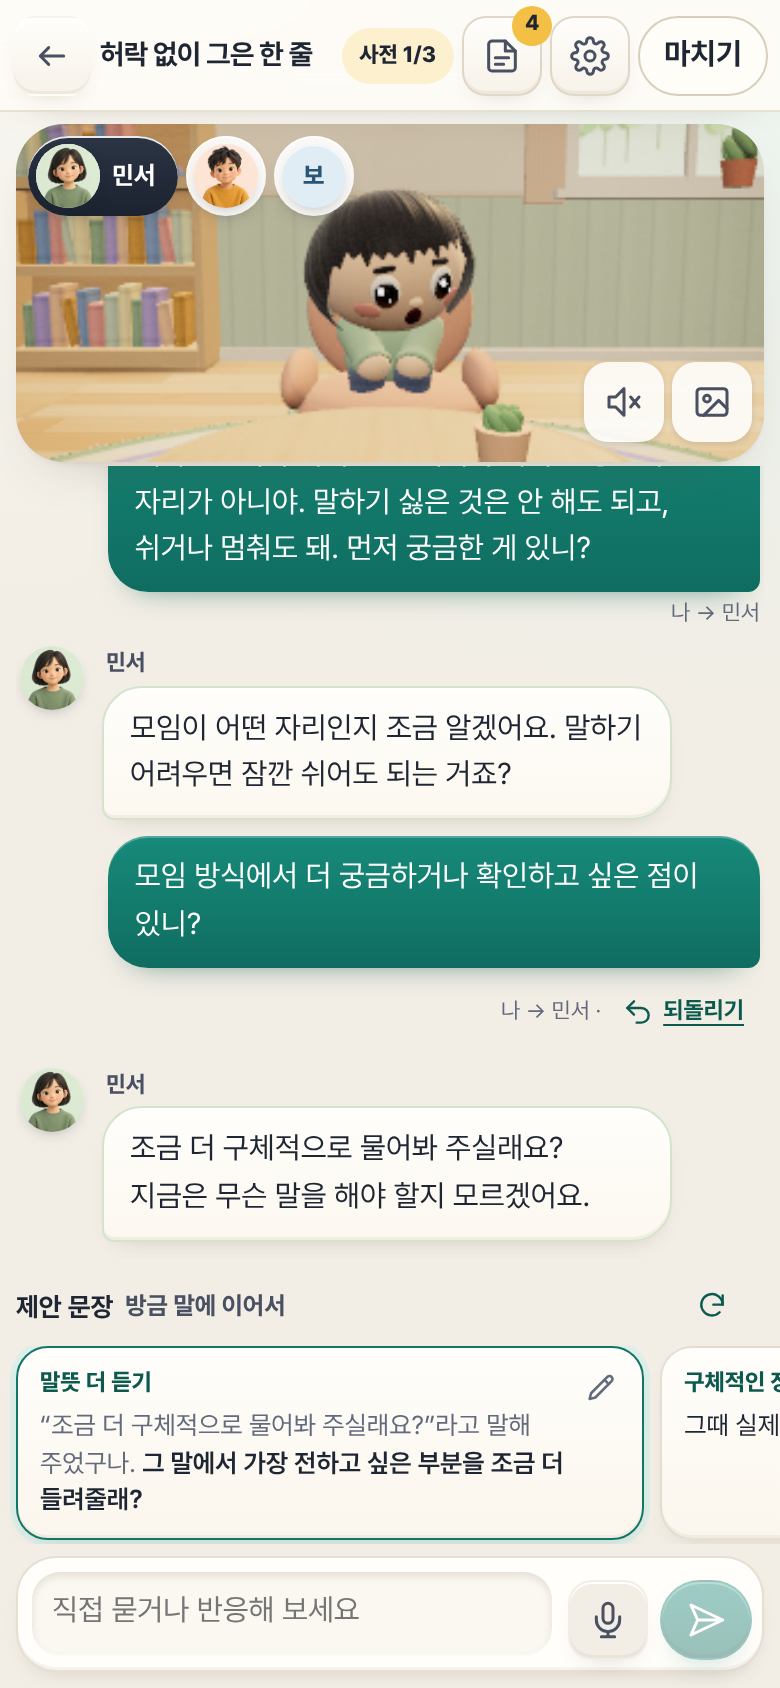 허락 없이 그은 한 줄
사전 1/3
4
마치기
민서
보
자리가 아니야. 말하기 싫은 것은 안 해도 되고,
쉬거나 멈춰도 돼. 먼저 궁금한 게 있니?
나 → 민서
민서
모임이 어떤 자리인지 조금 알겠어요. 말하기
어려우면 잠깐 쉬어도 되는 거죠?
모임 방식에서 더 궁금하거나 확인하고 싶은 점이
있니?
나 → 민서 · 되돌리기
민서
조금 더 구체적으로 물어봐 주실래요?
지금은 무슨 말을 해야 할지 모르겠어요.
제안 문장 방금 말에 이어서
말뜻 더 듣기
“조금 더 구체적으로 물어봐 주실래요?”라고 말해
주었구나. 그 말에서 가장 전하고 싶은 부분을 조금 더
들려줄래?
구체적인
그때 실제
직접 묻거나 반응해 보세요